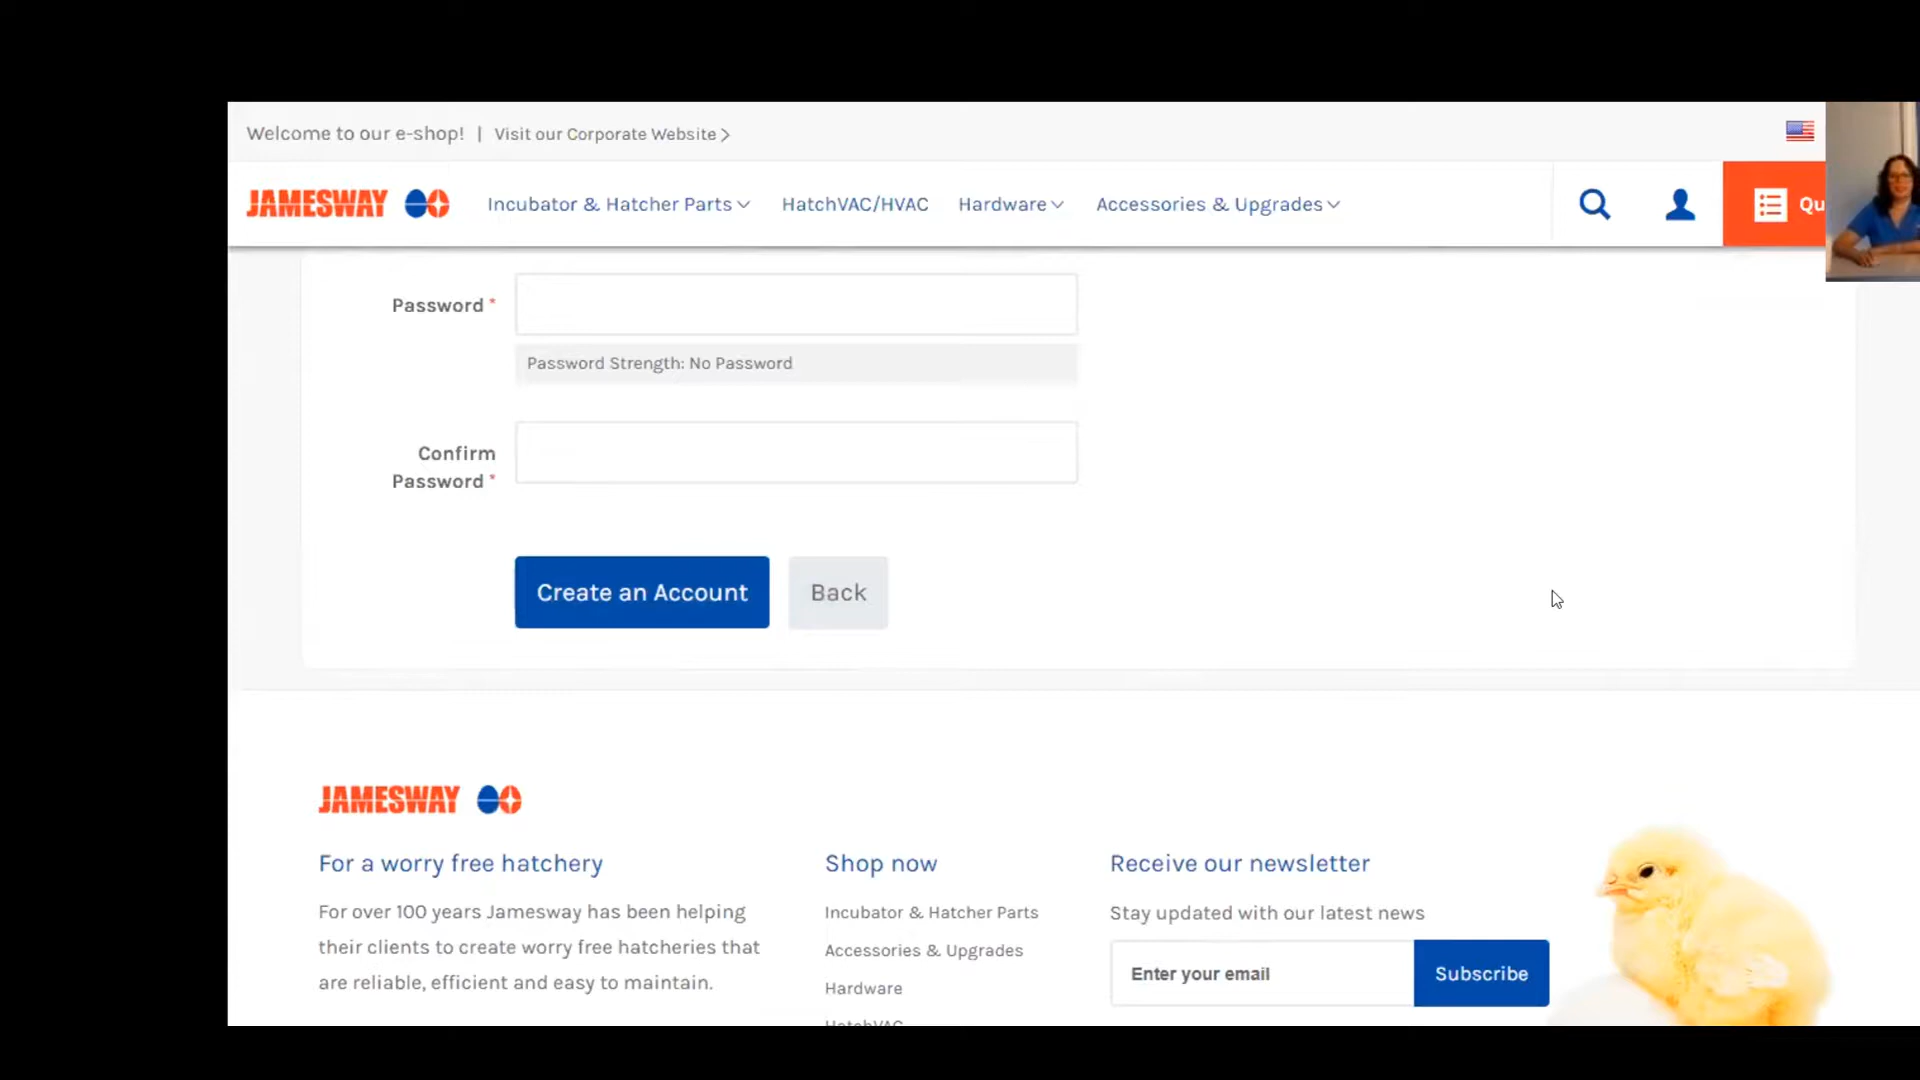 Welcome to our e-shop! | Visit our Corporate Website >
JAMESWAY
Incubator & Hatcher Parts
HatchVAC/HVAC
Hardware
Accessories & Upgrades
Qu
Password *
Password Strength: No Password
Confirm
Password *
Create an Account
Back
JAMESWAY
For a worry free hatchery
For over 100 years Jamesway has been helping
their clients to create worry free hatcheries that
are reliable, efficient and easy to maintain.
Shop now
Incubator & Hatcher Parts
Accessories & Upgrades
Hardware
HatchVAC
Receive our newsletter
Stay updated with our latest news
Enter your email
Subscribe